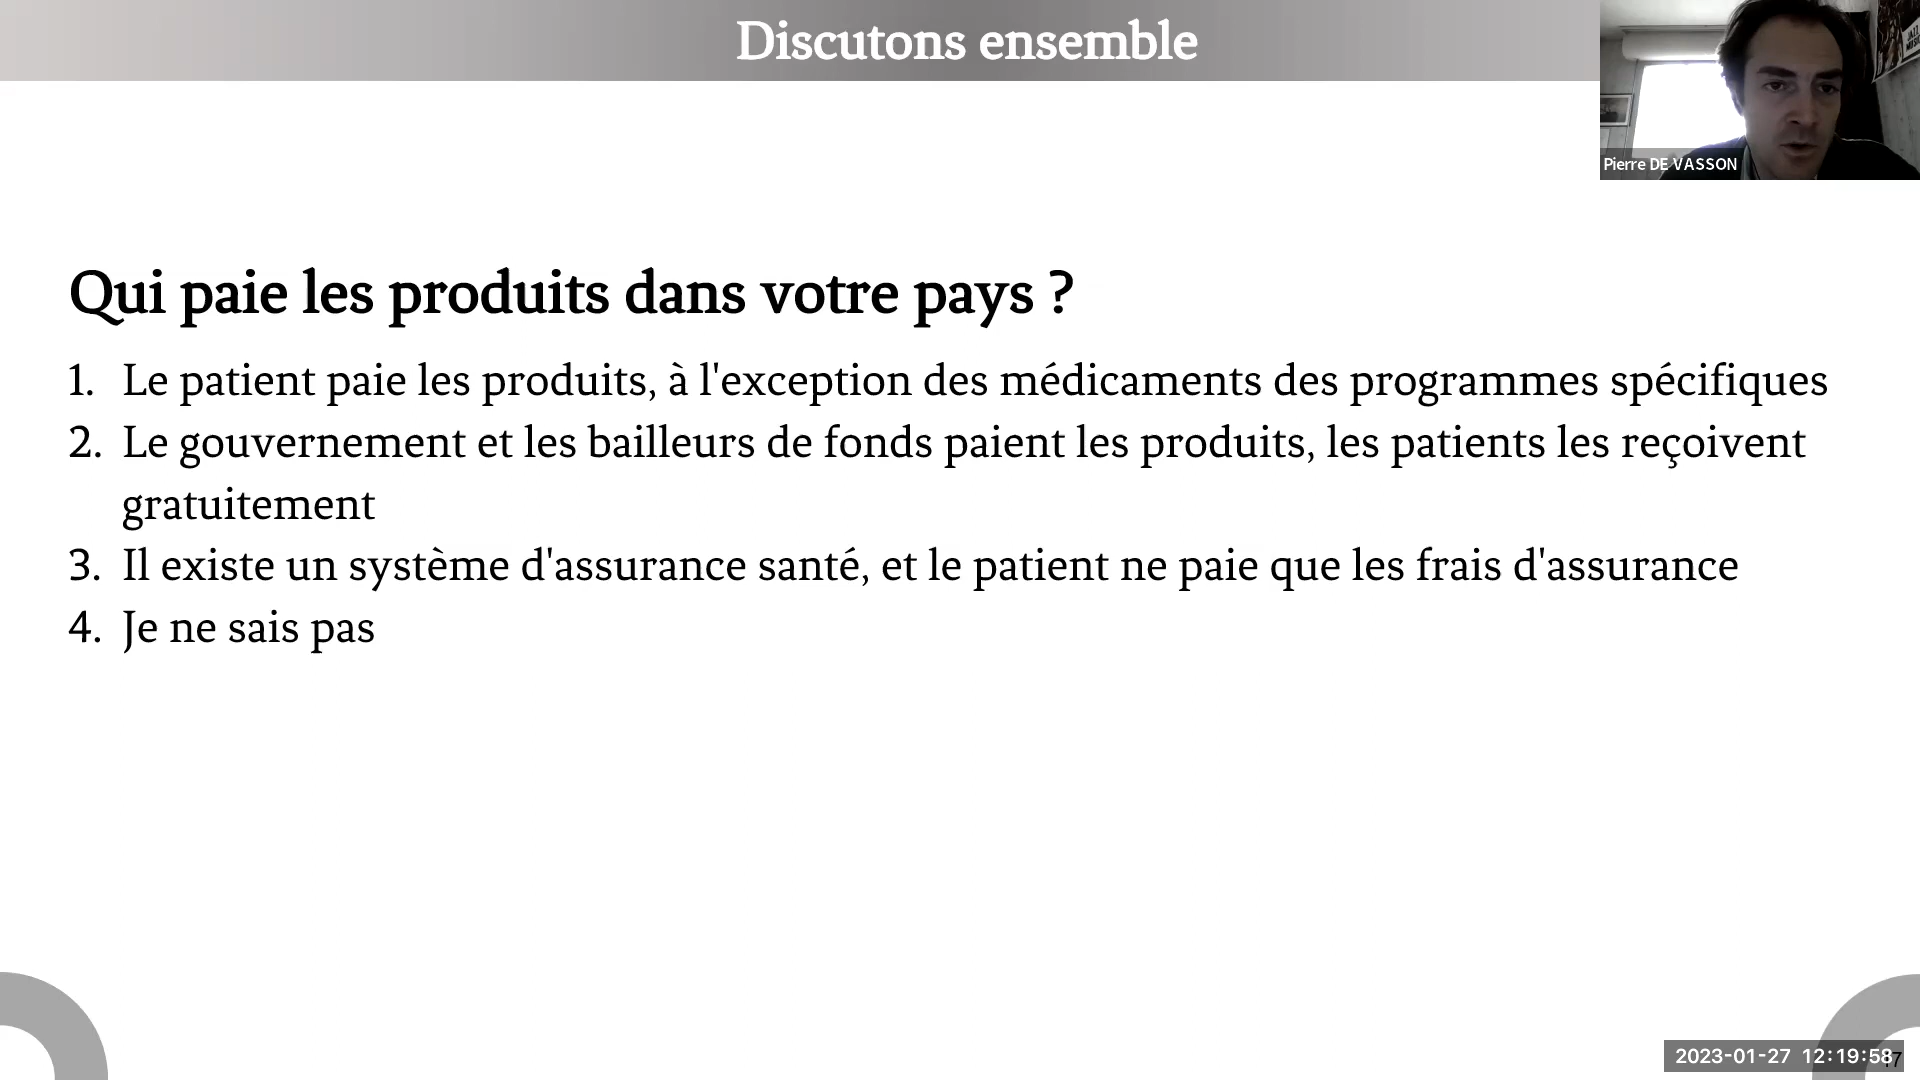 Discutons ensemble
Pierre DE VASSON
Qui paie les produits dans votre pays ?
1. Le patient paie les produits, à l'exception des médicaments des programmes spécifiques
2. Le gouvernement et les bailleurs de fonds paient les produits, les patients les reçoivent
gratuitement
3. Il existe un système d'assurance santé, et le patient ne paie que les frais d'assurance
4. Je ne sais pas
2023-01-27 12:19:58